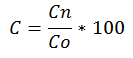 C = Cn/Co * 100